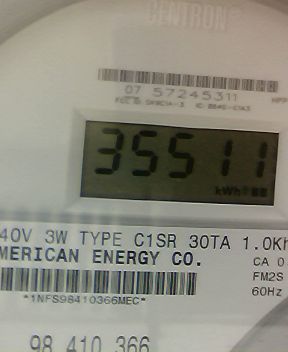 CENTRON®
07 57245311
35511
kWh
40V 3W TYPE C1SR 30TA 1.0Kh
MERICAN ENERGY CO.
CA 0
FM2S
60Hz
*1NFS98410366MEC*
98 410 366